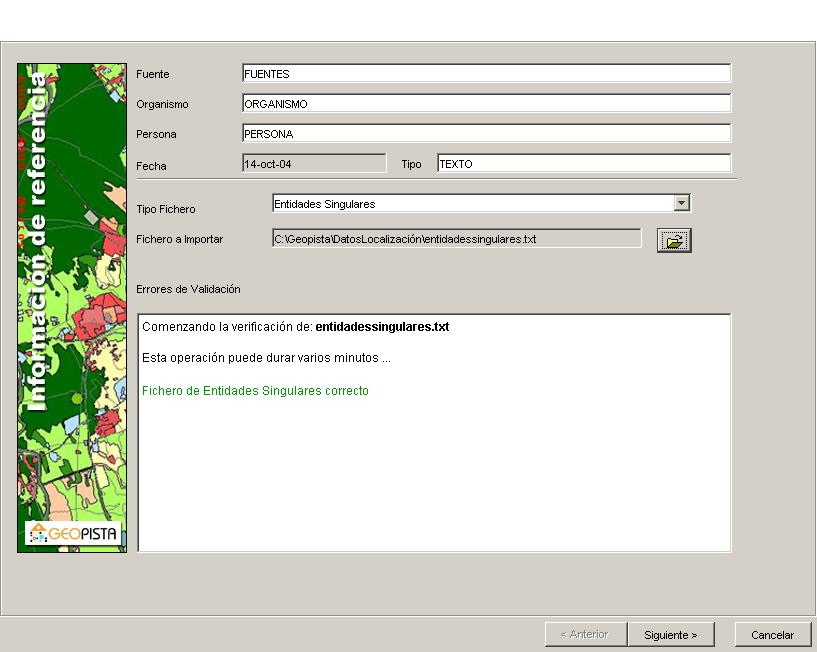 Información de referencia
GEOPISTA
Fuente FUENTES
Organismo ORGANISMO
Persona PERSONA
Fecha 14-oct-04 Tipo TEXTO
Tipo Fichero Entidades Singulares
Fichero a Importar C:\Geopista\DatosLocalización\entidadessingulares.txt
Errores de Validación
Comenzando la verificación de: entidadessingulares.txt
Esta operación puede durar varios minutos ...
Fichero de Entidades Singulares correcto
< Anterior Siguiente > Cancelar